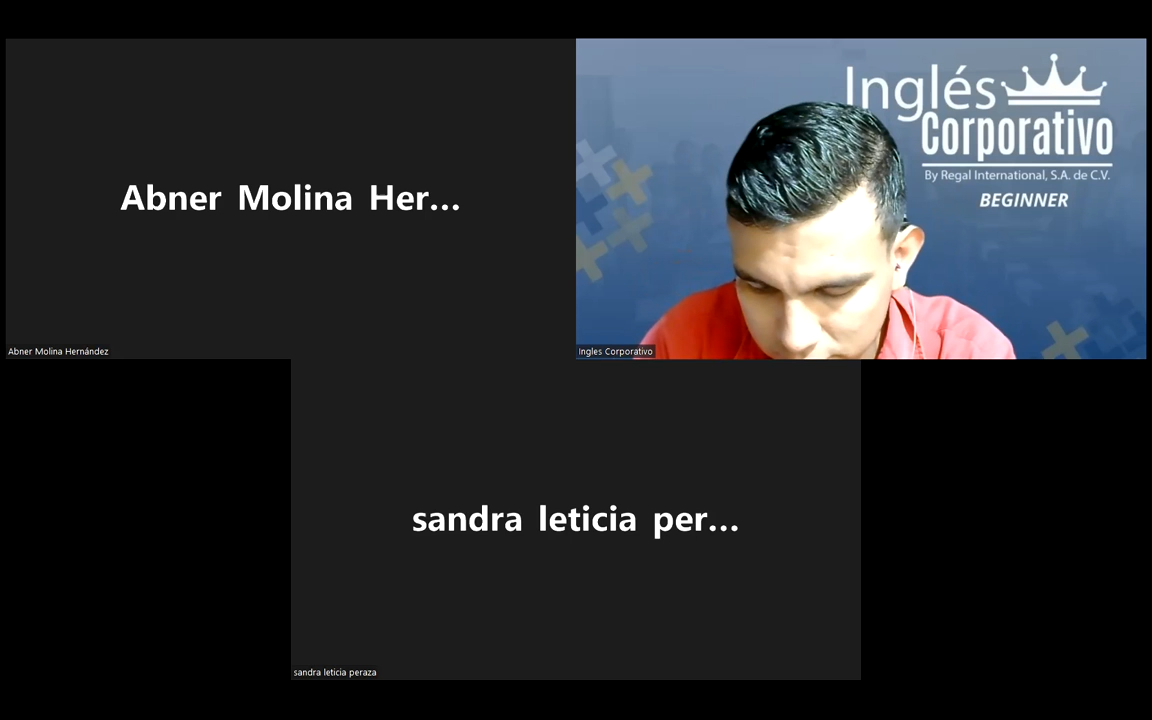 Abner Molina Her...
Abner Molina Hernández
Inglés
Corporativo
By Regal International, S.A. de C.V.
BEGINNER
Ingles Corporativo
sandra leticia per...
sandra leticia peraza